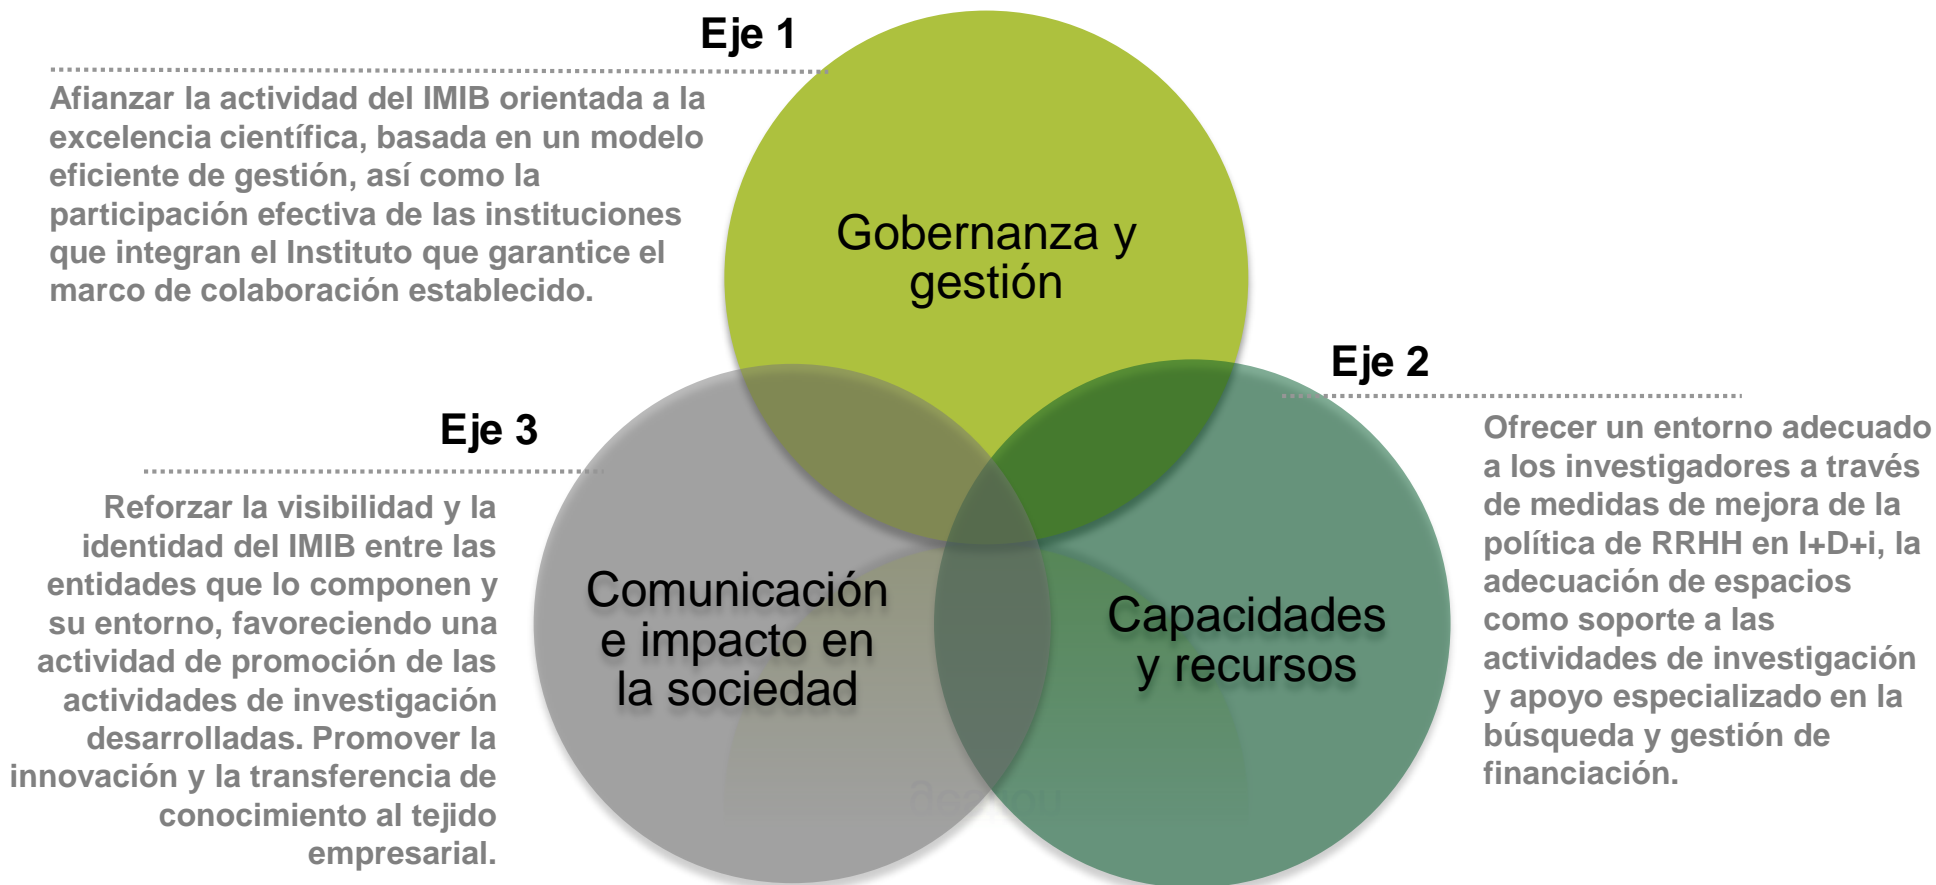 Eje 1
Afianzar la actividad del IMIB orientada a la
excelencia científica, basada en un modelo
eficiente de gestión, así como la
participación efectiva de las instituciones
que integran el Instituto que garantice el
marco de colaboración establecido.
Gobernanza y
gestión
Eje 2
Ofrecer un entorno adecuado
a los investigadores a través
de medidas de mejora de la
política de RRHH en I+D+i, la
adecuación de espacios
como soporte a las
actividades de investigación
y apoyo especializado en la
búsqueda y gestión de
financiación.
Capacidades
y recursos
Eje 3
Reforzar la visibilidad y la
identidad del IMIB entre las
entidades que lo componen y
su entorno, favoreciendo una
actividad de promoción de las
actividades de investigación
desarrolladas. Promover la
innovación y la transferencia de
conocimiento al tejido
empresarial.
Comunicación
e impacto en
la sociedad